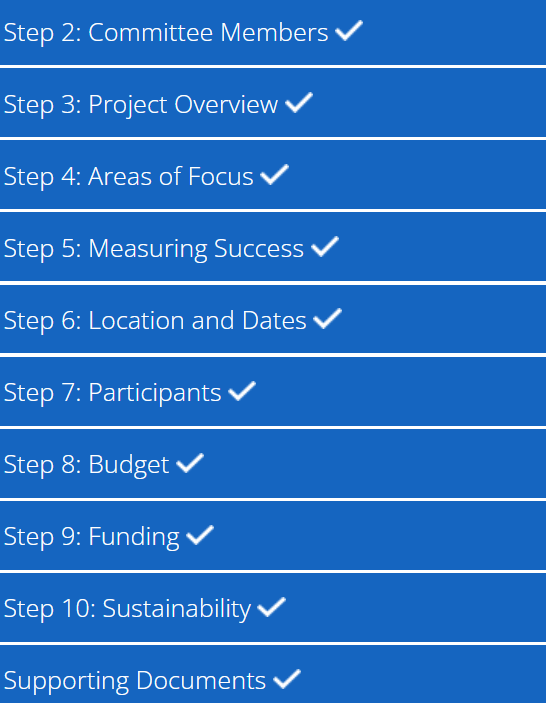 Step 2: Committee Members
Step 3: Project Overview
Step 4: Areas of Focus
Step 5: Measuring Success
Step 6: Location and Dates
Step 7: Participants
Step 8: Budget
Step 9: Funding
Step 10: Sustainability
Supporting Documents